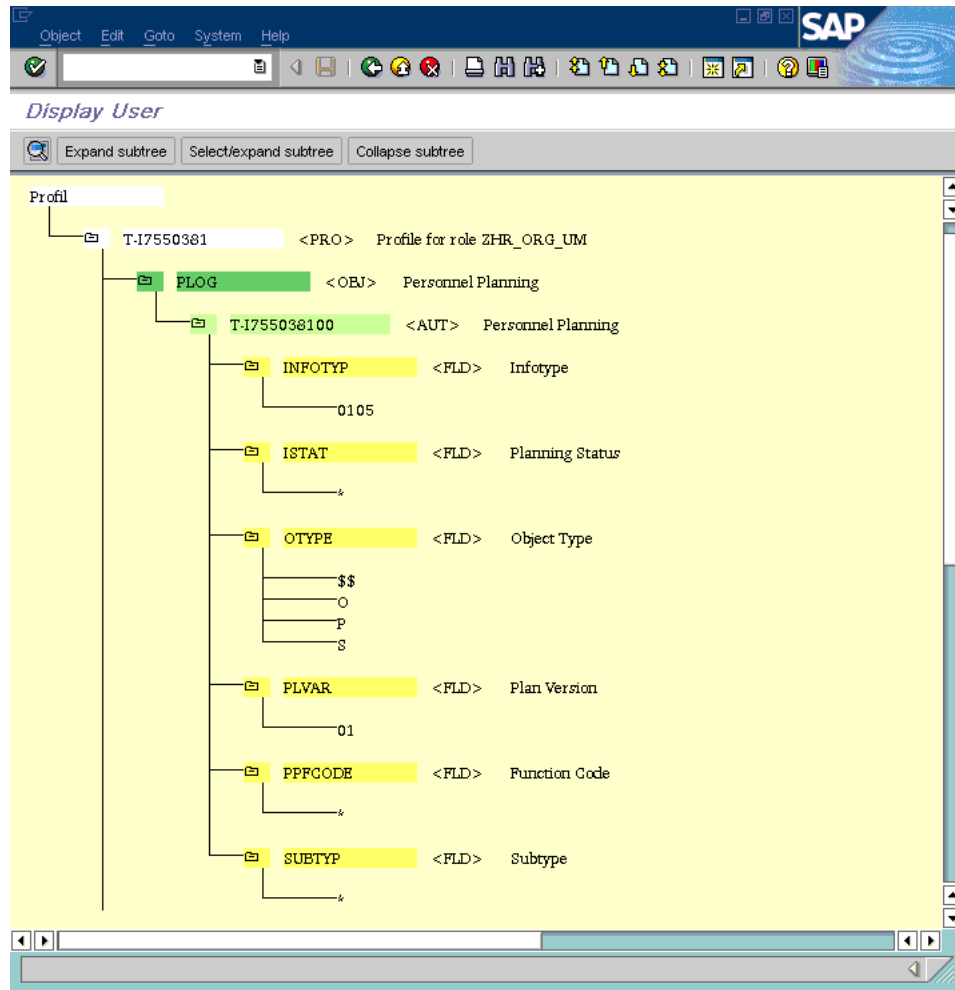 Object Edit Goto System Help
SAP
Display User
Expand subtree Select/expand subtree Collapse subtree
Profil
T-I7550381 <PRO> Profile for role ZHR_ORG_UM
PLOG <OBJ> Personnel Planning
T-I755038100 <AUT> Personnel Planning
INFOTYP <FLD> Infotype
0105
ISTAT <FLD> Planning Status
*
OTYPE <FLD> Object Type
$$
O
P
S
PLVAR <FLD> Plan Version
01
PPFCODE <FLD> Function Code
*
SUBTYP <FLD> Subtype
*